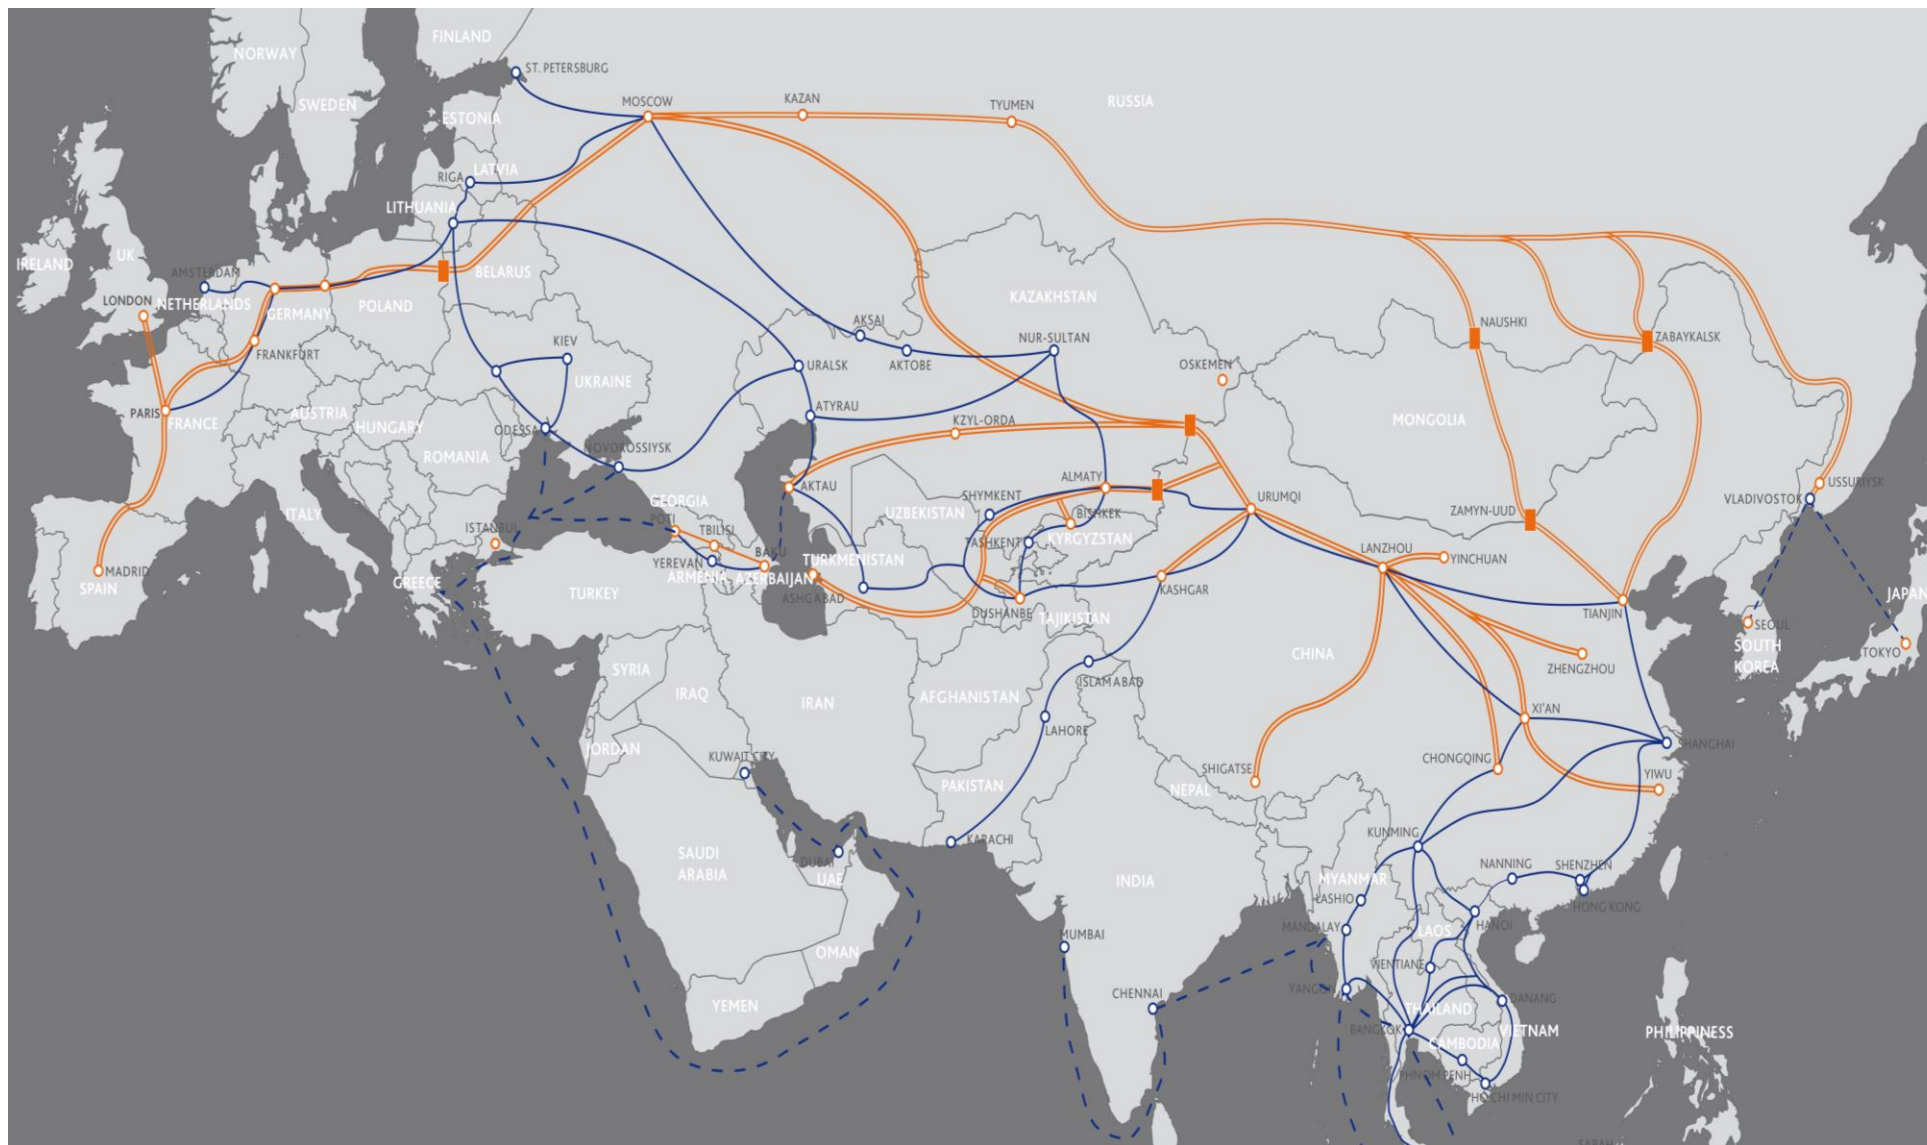 FINLAND
NORWAY
ST. PETERSBURG
SWEDEN
MOSCOW
KAZAN
TYUMEN
RUSSIA
ESTONIA
LATVIA
RIGA
LITHUANIA
IRELAND
UK
AMSTERDAM
BELARUS
LONDON
NETHERLANDS
GERMANY
POLAND
KAZAKHSTAN
AKSAI
NUR-SULTAN
NAUSHKI
ZABAYKALSK
KIEV
FRANKFURT
URALSK
AKTOBE
OSKEMEN
UKRAINE
PARIS
FRANCE
AUSTRIA
HUNGARY
ATYRAU
KZYL-ORDA
MONGOLIA
ODESSA
NOVOROSSIYSK
ROMANIA
AKTAU
ALMATY
USSURIYSK
GEORGIA
SHYMKENT
URUMQI
VLADIVOSTOK
ITALY
UZBEKISTAN
BISHKEK
ZAMYN-UUD
POTI
ISTANBUL
TBILISI
TASHKENT
KYRGYZSTAN
BAKU
TURKMENISTAN
LANZHOU
YINCHUAN
YEREVAN
MADRID
SPAIN
GREECE
ARMENIA
AZERBAIJAN
TURKEY
ASHGABAD
KASHGAR
JAPAN
DUSHANBE
TAJIKISTAN
TIANJIN
SEOUL
SOUTH
KOREA
TOKYO
CHINA
ZHENGZHOU
SYRIA
IRAQ
IRAN
AFGHANISTAN
ISLAMABAD
XI'AN
LAHORE
JORDAN
SHANGHAI
KUWAIT CITY
SHIGATSE
CHONGQING
YIWU
PAKISTAN
NEPAL
KUNMING
KARACHI
SAUDI
ARABIA
DUBAI
UAE
INDIA
NANNING
SHENZHEN
MYANMAR
LASHIO
HONG KONG
MANDALAY
LAOS
HANOI
MUMBAI
OMAN
VIENTIANE
YANGON
CHENNAI
YEMEN
DANANG
THAILAND
BANGKOK
VIETNAM
PHILIPPINESS
CAMBODIA
PHNOM PENH
HO CHI MIN CITY
SABAH